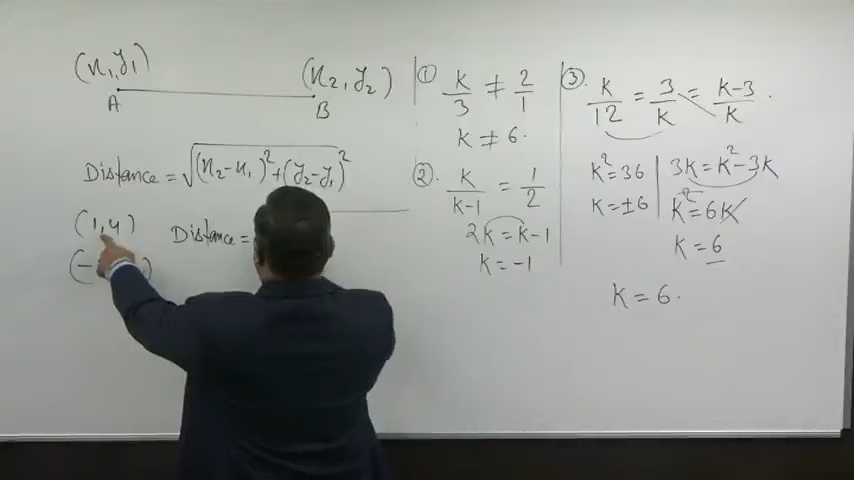 (x₁, y₁)
(x₂, y₂)
A
B
Distance = √(x₂-x₁)²+(y₂-y₁)²
(1, 4)
Distance =
(-
)
① k/3 ≠ 2/1
k ≠ 6.
② k/k-1 = 1/2
2k = k-1
k = -1
③. k/12 = 3/k = k-3/k .
k² = 36
k = ±6
3k = k² - 3k
k² = 6k
k = 6
k = 6.